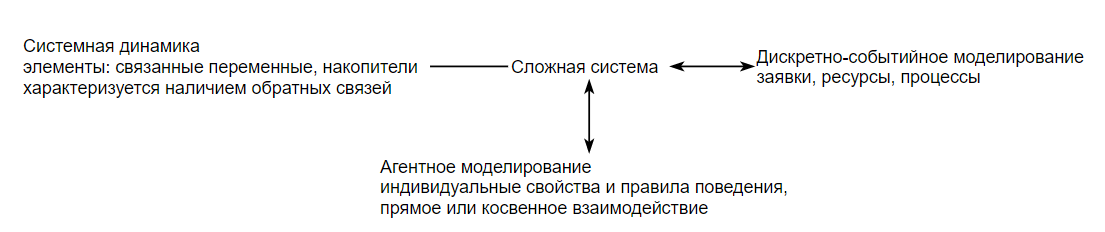 Системная динамика
элементы: связанные переменные, накопители
характеризуется наличием обратных связей
Сложная система
Дискретно-событийное моделирование
заявки, ресурсы, процессы
Агентное моделирование
индивидуальные свойства и правила поведения,
прямое или косвенное взаимодействие